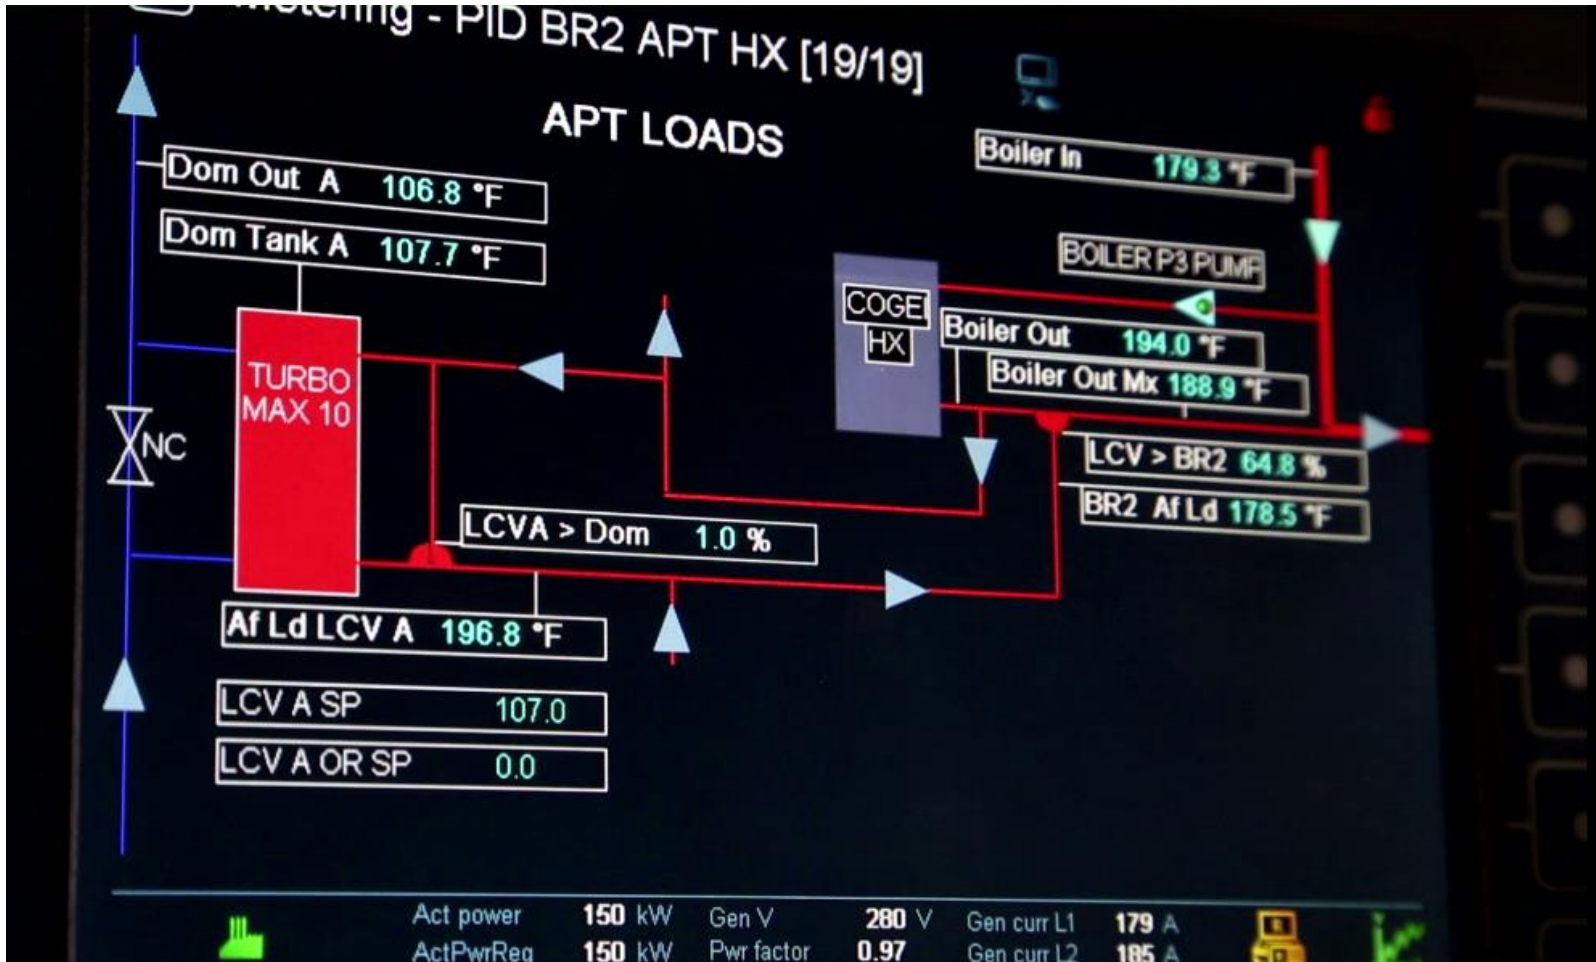 Metering - PID BR2 APT HX [19/19]
APT LOADS
Boiler In 179.3 °F
Dom Out A 106.8 °F
Dom Tank A 107.7 °F
BOILER P3 PUMP
COGE
HX
Boiler Out 194.0 °F
Boiler Out Mx 188.9 °F
TURBO
MAX 10
NC
LCV > BR2 64.8 %
BR2 Af Ld 178.5 °F
LCVA > Dom 1.0 %
Af Ld LCV A 196.8 °F
LCV A SP 107.0
LCV A OR SP 0.0
Act power 150 kW Gen V 280 V Gen curr L1 179 A
ActPwrReg 150 kW Pwr factor 0.97 Gen curr L2 185 A